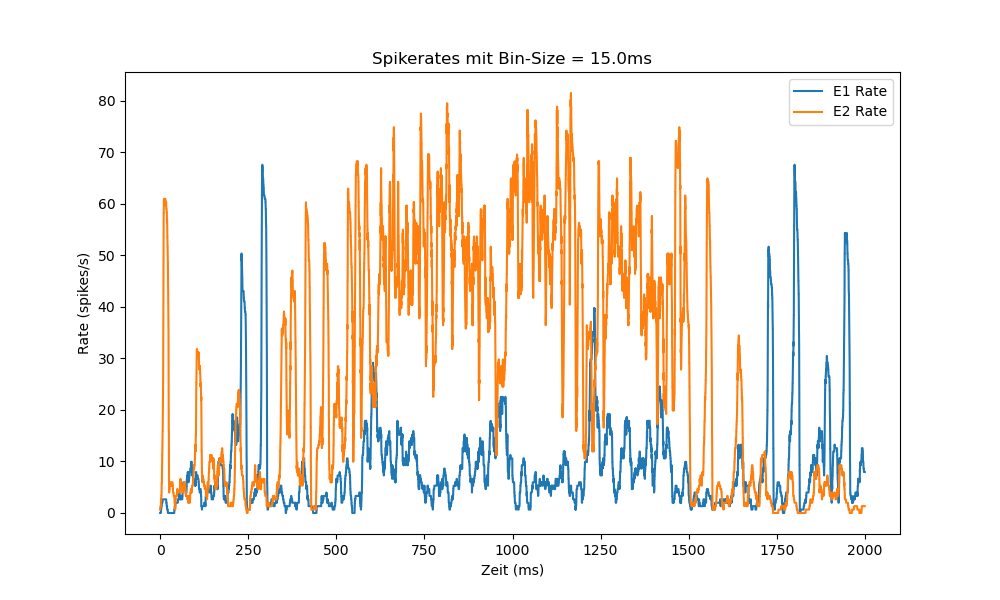 Spikerates mit Bin-Size = 15.0ms
E1 Rate
E2 Rate
80
70
60
50
40
30
20
10
0
Rate (spikes/s)
0 250 500 750 1000 1250 1500 1750 2000
Zeit (ms)